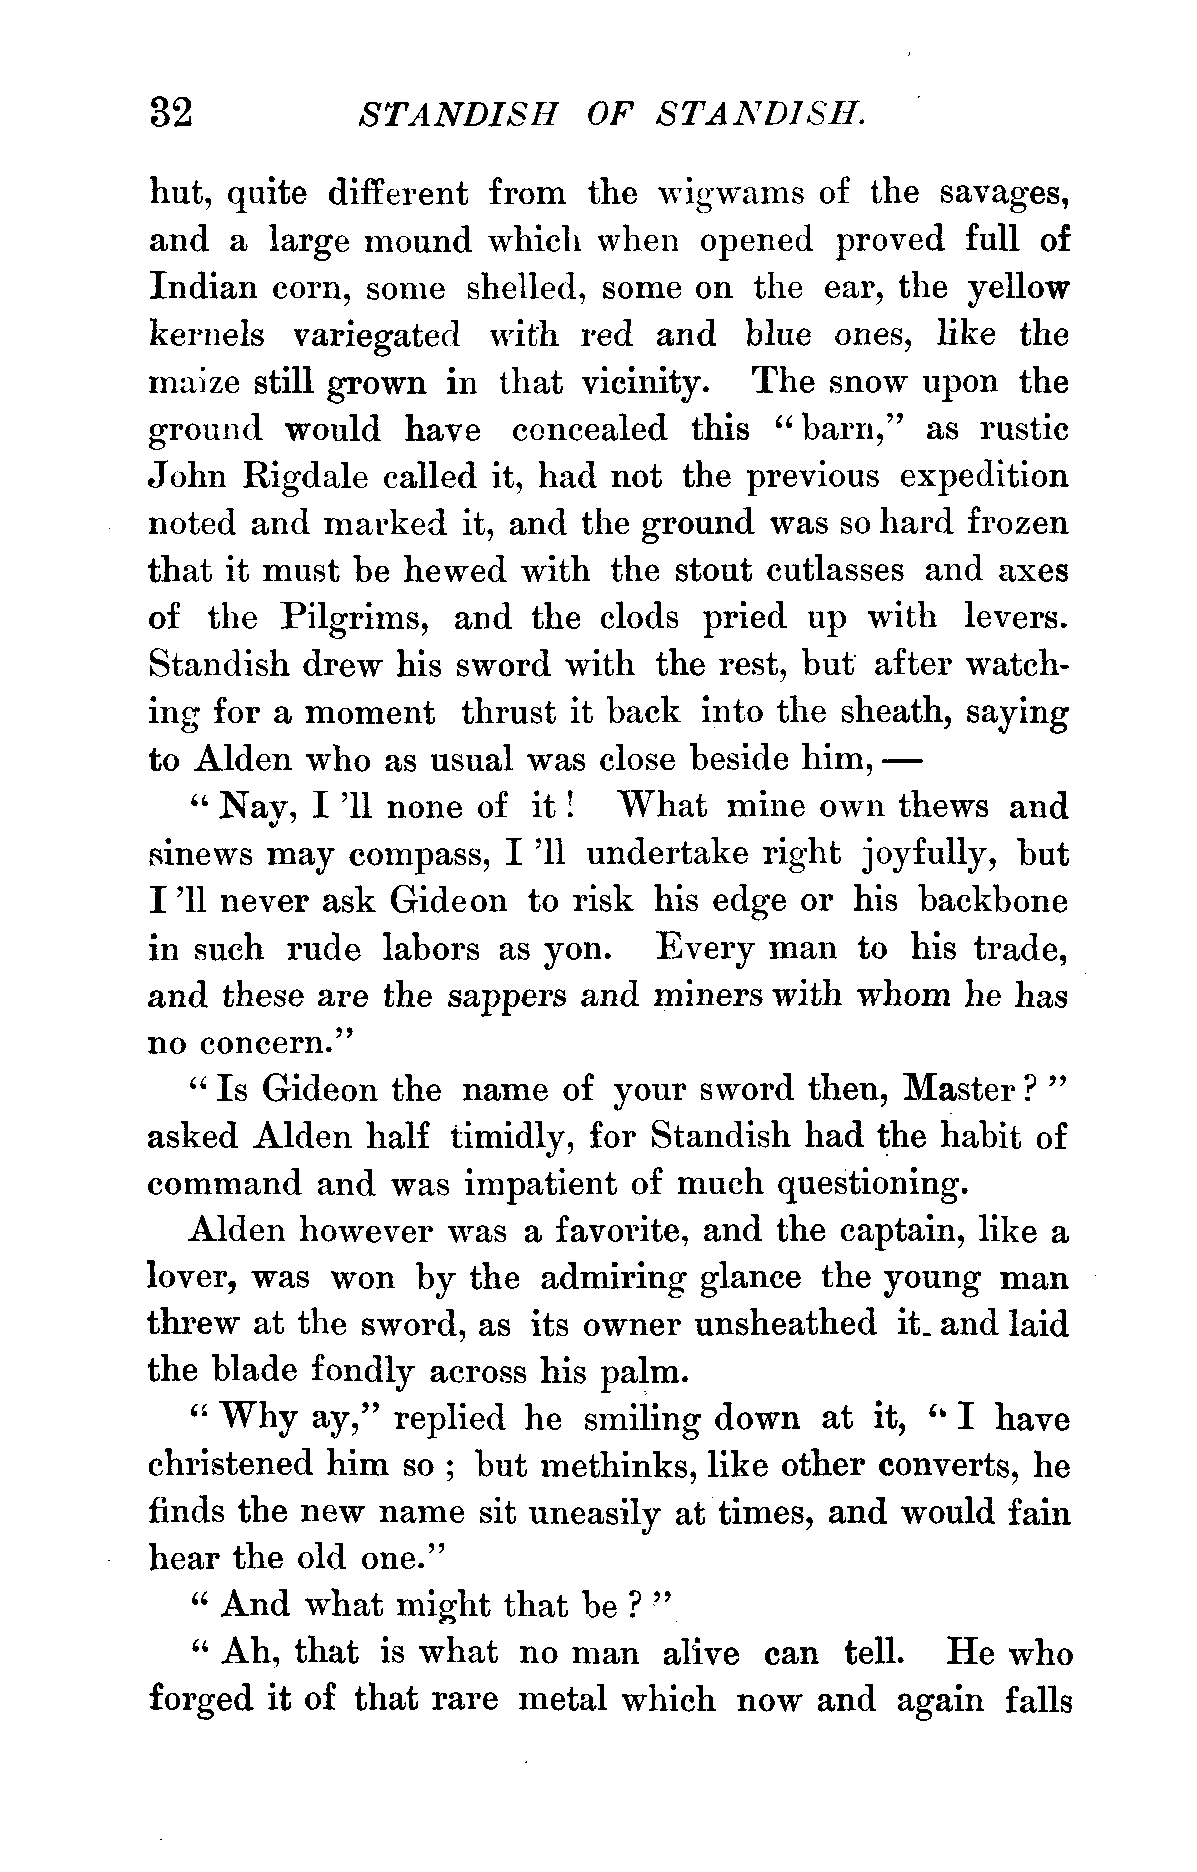 32 STANDISH OF STANDISH.
hut, quite different from the wigwams of the savages,
and a large mound which when opened proved full of
Indian corn, some shelled, some on the ear, the yellow
kernels variegated with red and blue ones, like the
maize still grown in that vicinity. The snow upon the
ground would have concealed this “barn,” as rustic
John Rigdale called it, had not the previous expedition
noted and marked it, and the ground was so hard frozen
that it must be hewed with the stout cutlasses and axes
of the Pilgrims, and the clods pried up with levers.
Standish drew his sword with the rest, but after watch-
ing for a moment thrust it back into the sheath, saying
to Alden who as usual was close beside him, —
“Nay, I 'll none of it! What mine own thews and
sinews may compass, I 'll undertake right joyfully, but
I 'll never ask Gideon to risk his edge or his backbone
in such rude labors as yon. Every man to his trade,
and these are the sappers and miners with whom he has
no concern.”
“Is Gideon the name of your sword then, Master?”
asked Alden half timidly, for Standish had the habit of
command and was impatient of much questioning.
Alden however was a favorite, and the captain, like a
lover, was won by the admiring glance the young man
threw at the sword, as its owner unsheathed it and laid
the blade fondly across his palm.
“Why ay,” replied he smiling down at it, “I have
christened him so; but methinks, like other converts, he
finds the new name sit uneasily at times, and would fain
hear the old one.”
“And what might that be?”
“Ah, that is what no man alive can tell. He who
forged it of that rare metal which now and again falls